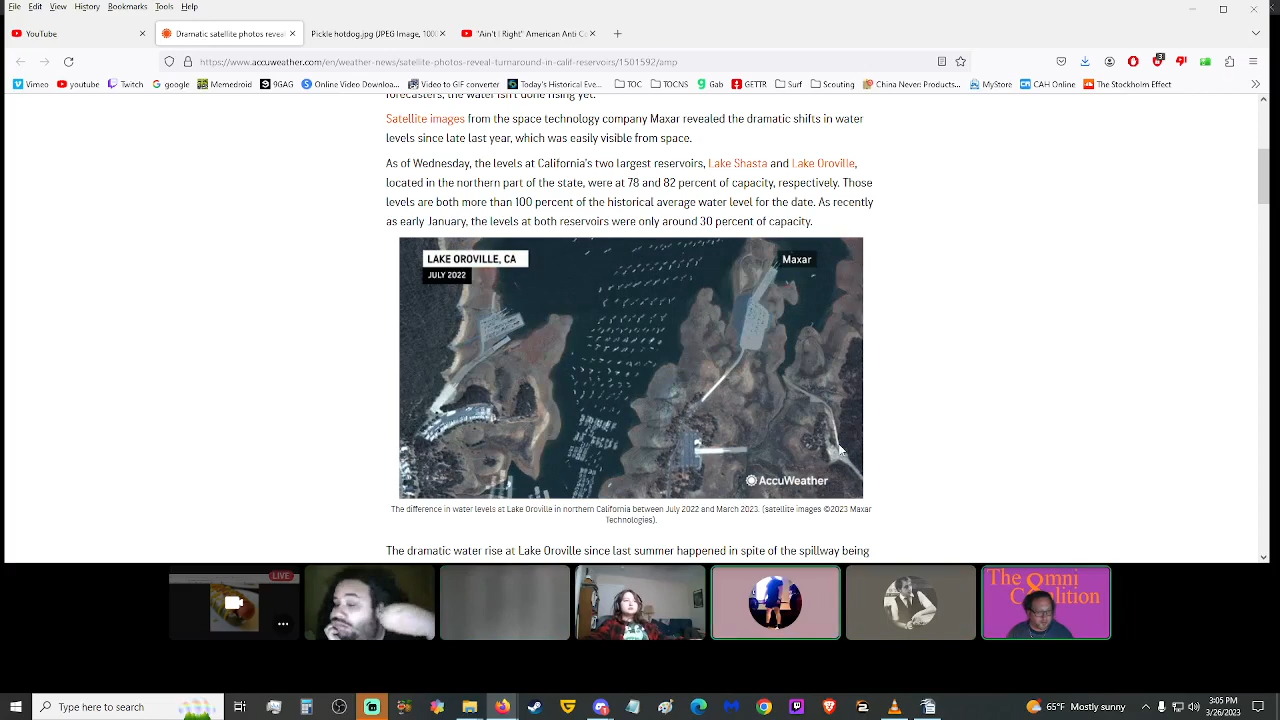 File Edit View History Bookmarks Tools Help
YouTube
Dramatic satellite photos reveal
Pickle hotdog.jpg (JPEG Image, 100
"Ain't I Right" American Anti Co
https://www.accuweather.com/en/weather-news/satellite-photos-reveal-turnaround-in-calif-reservoirs/1501592/amp
Vimeo youtube Twitch google Memedroid 9GAG Online Video Download... Video to GIF converter Today's Historical Ev... TOC TOCNS Gab GETTR Surf Scouting China Never: Product... MyStore CAH Online The Stockholm Effect
forecasters, the water isn't done rising yet.
Satellite images from the space technology company Maxar revealed the dramatic shifts in water
levels since late last year, which was easily visible from space.
As of Wednesday, the levels at California's two largest reservoirs, Lake Shasta and Lake Oroville,
located in the northern part of the state, were at 78 and 82 percent of capacity, respectively. Those
levels are both more than 100 percent of the historical average water level for the date. As recently
as early January, the levels at both reservoirs were only around 30 percent of capacity.
LAKE OROVILLE, CA
JULY 2022
Maxar
AccuWeather
The difference in water levels at Lake Oroville in northern California between July 2022 and March 2023. (satellite images ©2023 Maxar
Technologies).
The dramatic water rise at Lake Oroville since last summer happened in spite of the spillway being
LIVE
The Omni
Coalition
Type here to search
65°F Mostly sunny
3:05 PM
3/26/2023